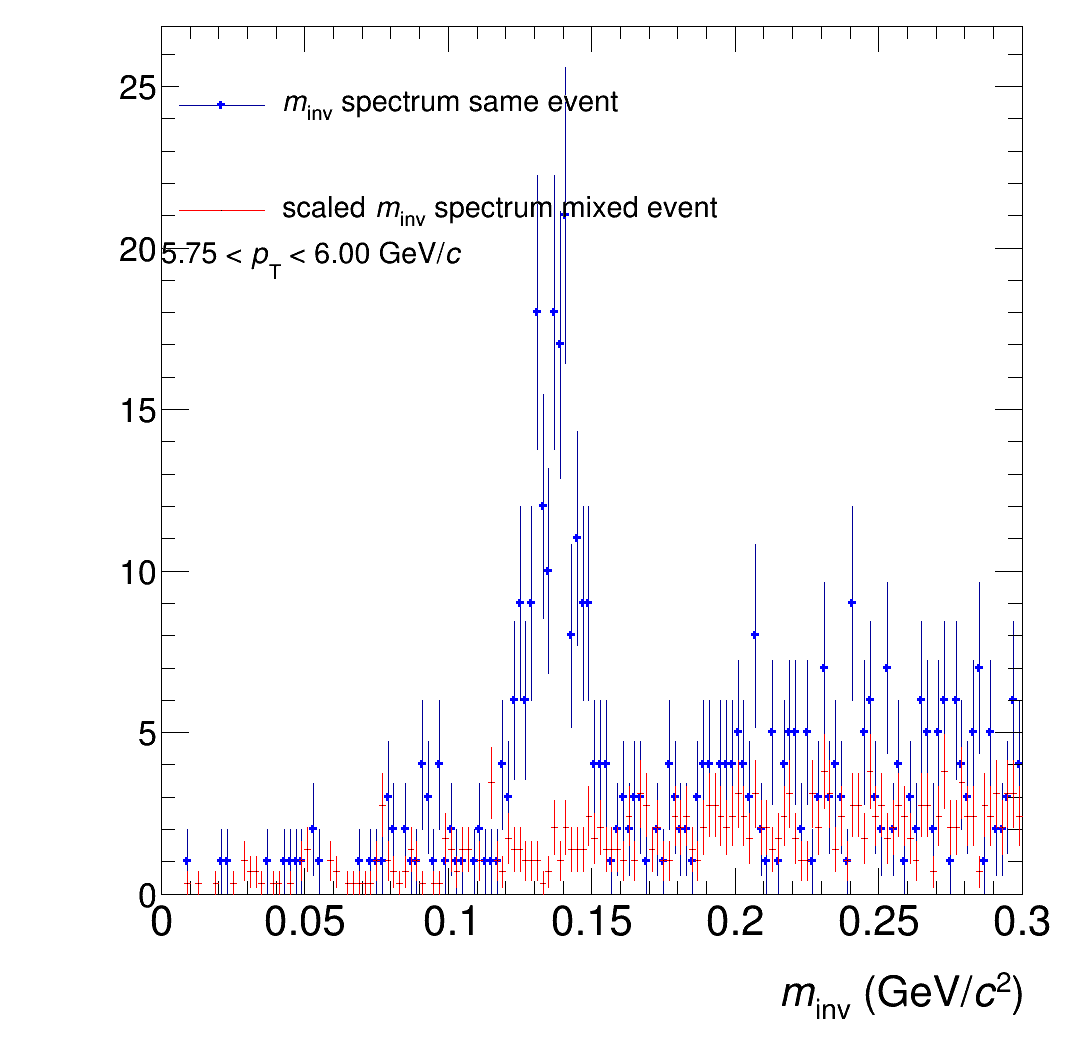 25
m_inv spectrum same event
scaled m_inv spectrum mixed event
20
5.75 < p_T < 6.00 GeV/c
15
10
5
0
0 0.05 0.1 0.15 0.2 0.25 0.3
m_inv (GeV/c²)